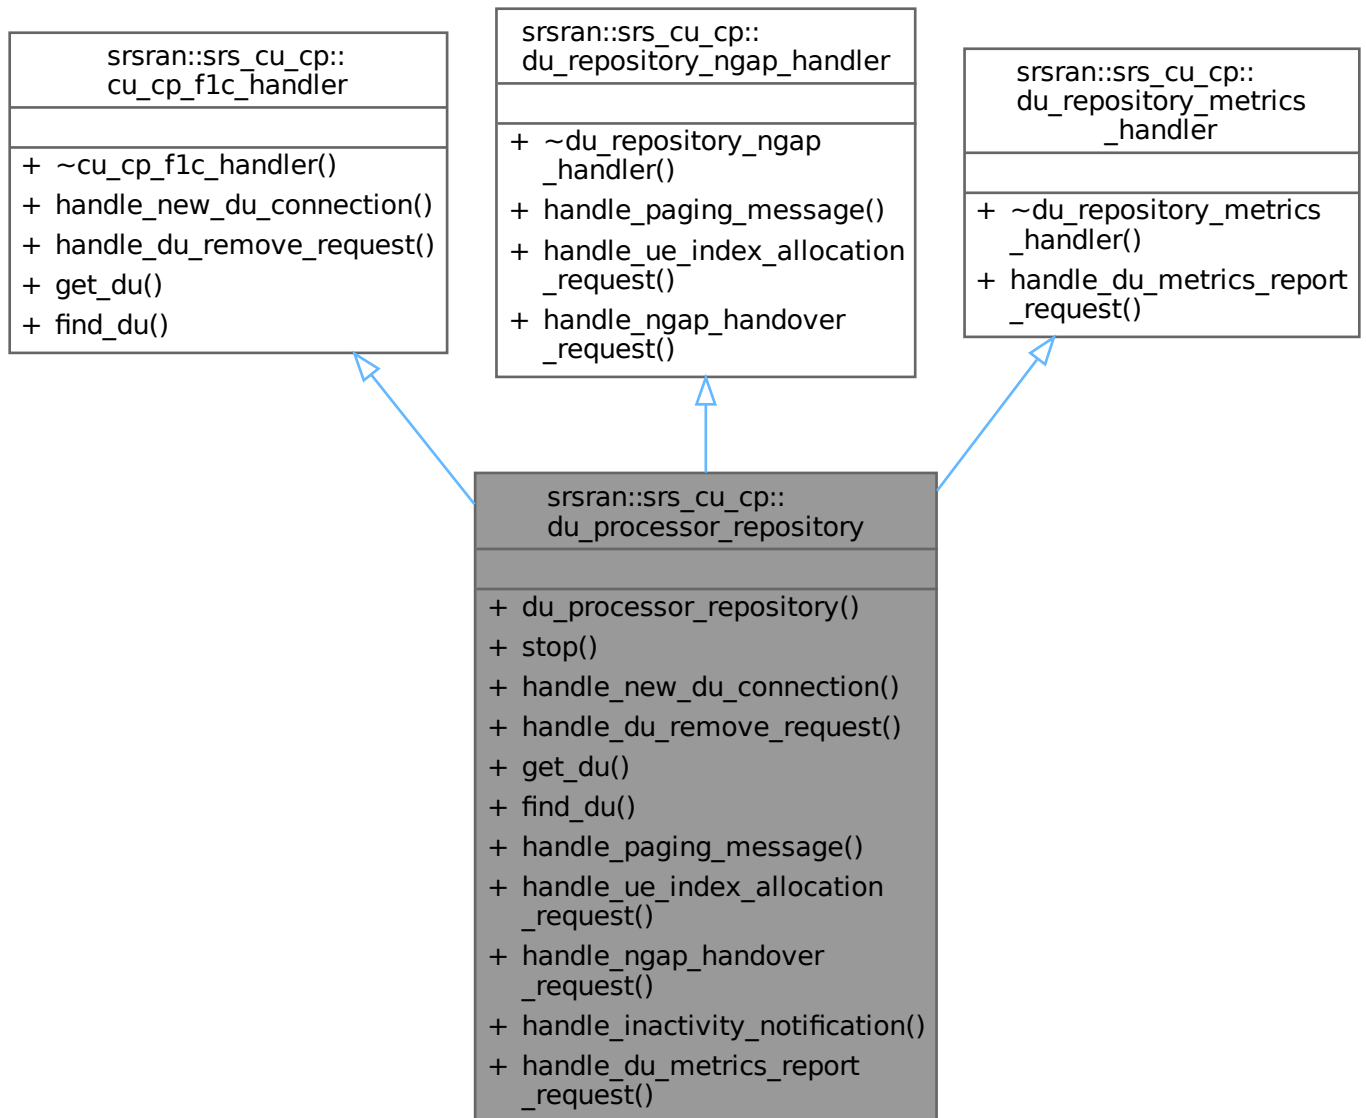 srsran::srs_cu_cp::
cu_cp_f1c_handler
+ ~cu_cp_f1c_handler()
+ handle_new_du_connection()
+ handle_du_remove_request()
+ get_du()
+ find_du()
srsran::srs_cu_cp::
du_repository_ngap_handler
+ ~du_repository_ngap
_handler()
+ handle_paging_message()
+ handle_ue_index_allocation
_request()
+ handle_ngap_handover
_request()
srsran::srs_cu_cp::
du_repository_metrics
_handler
+ ~du_repository_metrics
_handler()
+ handle_du_metrics_report
_request()
srsran::srs_cu_cp::
du_processor_repository
+ du_processor_repository()
+ stop()
+ handle_new_du_connection()
+ handle_du_remove_request()
+ get_du()
+ find_du()
+ handle_paging_message()
+ handle_ue_index_allocation
_request()
+ handle_ngap_handover
_request()
+ handle_inactivity_notification()
+ handle_du_metrics_report
_request()